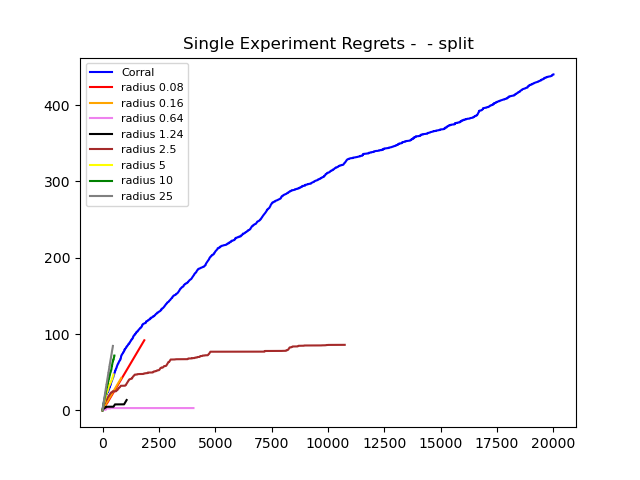 Single Experiment Regrets -  - split
Corral
radius 0.08
radius 0.16
radius 0.64
radius 1.24
radius 2.5
radius 5
radius 10
radius 25
400
300
200
100
0
0 2500 5000 7500 10000 12500 15000 17500 20000